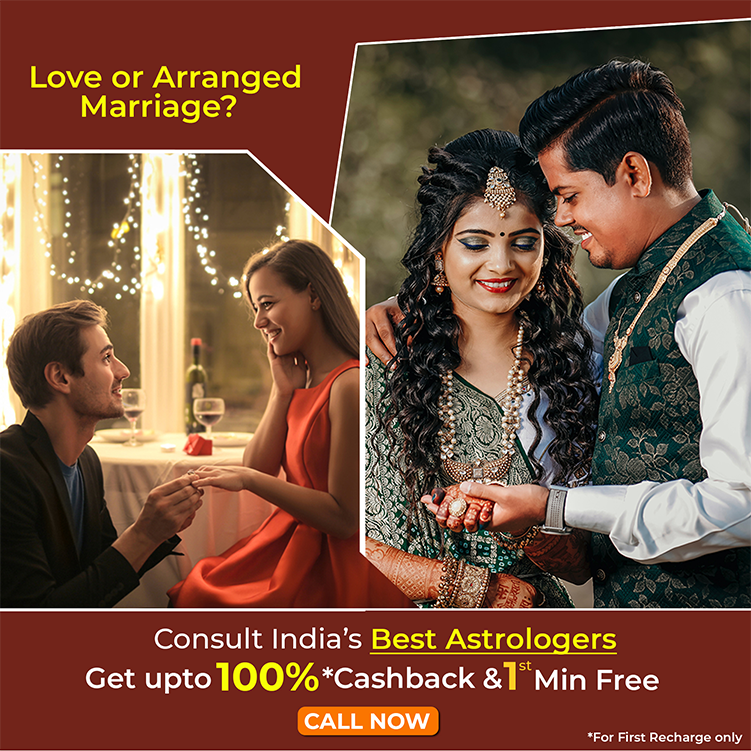 Love or Arranged
Marriage?
Consult India's Best Astrologers
Get upto 100%*Cashback & 1st Min Free
CALL NOW
*For First Recharge only